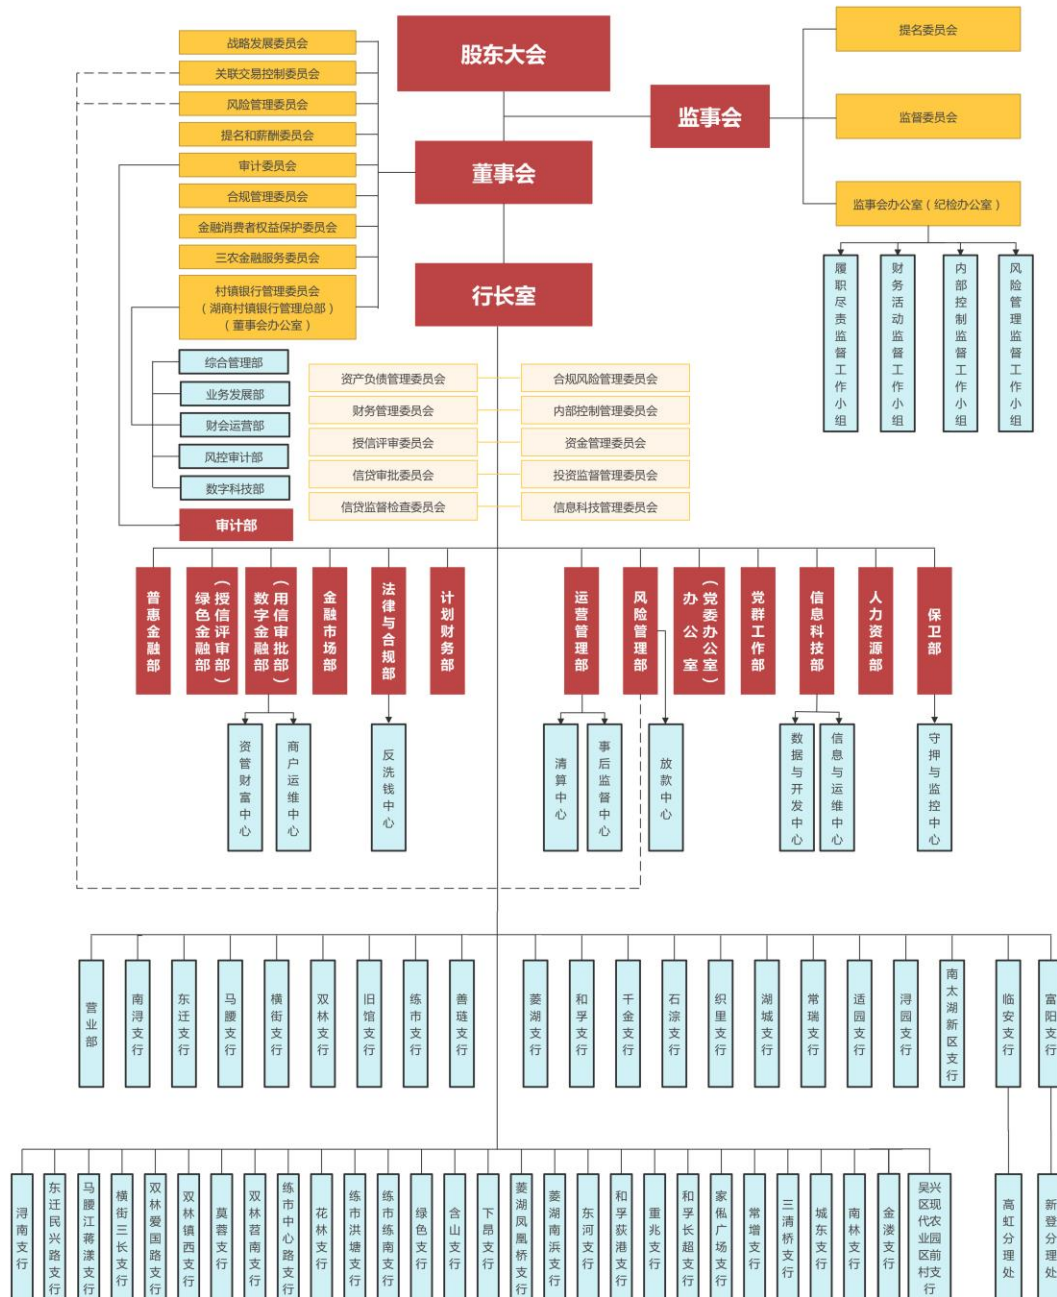 股东大会
监事会
董事会
行长室
战略发展委员会
关联交易控制委员会
风险管理委员会
提名和薪酬委员会
审计委员会
合规管理委员会
金融消费者权益保护委员会
三农金融服务委员会
村镇银行管理委员会
（湖商村镇银行管理总部）
（董事会办公室）
提名委员会
监督委员会
监事会办公室（纪检办公室）
履职尽责监督工作小组
财务活动监督工作小组
内部控制监督工作小组
风险管理监督工作小组
综合管理部
业务发展部
财会运营部
风控审计部
数字科技部
审计部
资产负债管理委员会
合规风险管理委员会
财务管理委员会
内部控制管理委员会
授信评审委员会
资金管理委员会
信贷审批委员会
投资监督管理委员会
信贷监督检查委员会
信息科技管理委员会
普惠金融部
绿色金融部
（授信评审部）
数字金融部
（用信审批部）
金融市场部
法律与合规部
计划财务部
运营管理部
风险管理部
办公室
（党委办公室）
党群工作部
信息科技部
人力资源部
保卫部
资管财富中心
商户运维中心
反洗钱中心
清算中心
事后监督中心
放款中心
数据与开发中心
信息与运维中心
守押与监控中心
营业部
南浔支行
东迁支行
马腰支行
横街支行
双林支行
旧馆支行
练市支行
善琏支行
菱湖支行
和孚支行
千金支行
石淙支行
织里支行
湖城支行
常瑞支行
适园支行
浔园支行
南太湖新区支行
临安支行
富阳支行
浔南支行
东迁民兴路支行
马腰江蒋漾支行
横街三长支行
双林爱国路支行
双林镇西支行
莫蓉支行
双林苕南支行
练市中心路支行
花林支行
练市洪塘支行
练市练南支行
绿色支行
含山支行
下昂支行
菱湖凤凰桥支行
菱湖南浜支行
东河支行
和孚荻港支行
重兆支行
和孚长超支行
家俬广场支行
常增支行
三清桥支行
城东支行
南林支行
金溇支行
吴兴区现代农业园区前村支行
高虹分理处
新登分理处